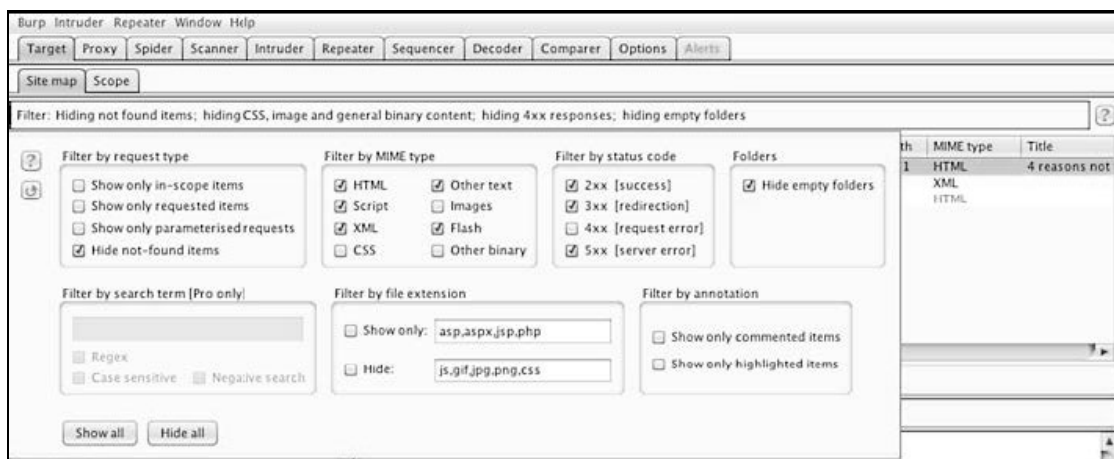 Burp Intruder Repeater Window Help
Target Proxy Spider Scanner Intruder Repeater Sequencer Decoder Comparer Options Alerts
Site map Scope
Filter: Hiding not found items; hiding CSS, image and general binary content; hiding 4xx responses; hiding empty folders ?
th MIME type Title
1 HTML 4 reasons not
XML
HTML
?
Filter by request type
Show only in-scope items
Show only requested items
Show only parameterised requests
Hide not-found items
Filter by MIME type
HTML Other text
Script Images
XML Flash
CSS Other binary
Filter by status code
2xx [success]
3xx [redirection]
4xx [request error]
5xx [server error]
Folders
Hide empty folders
Filter by search term [Pro only]
Regex
Case sensitive Negative search
Filter by file extension
Show only: asp,aspx,jsp,php
Hide: js,gif,jpg,png,css
Filter by annotation
Show only commented items
Show only highlighted items
Show all Hide all